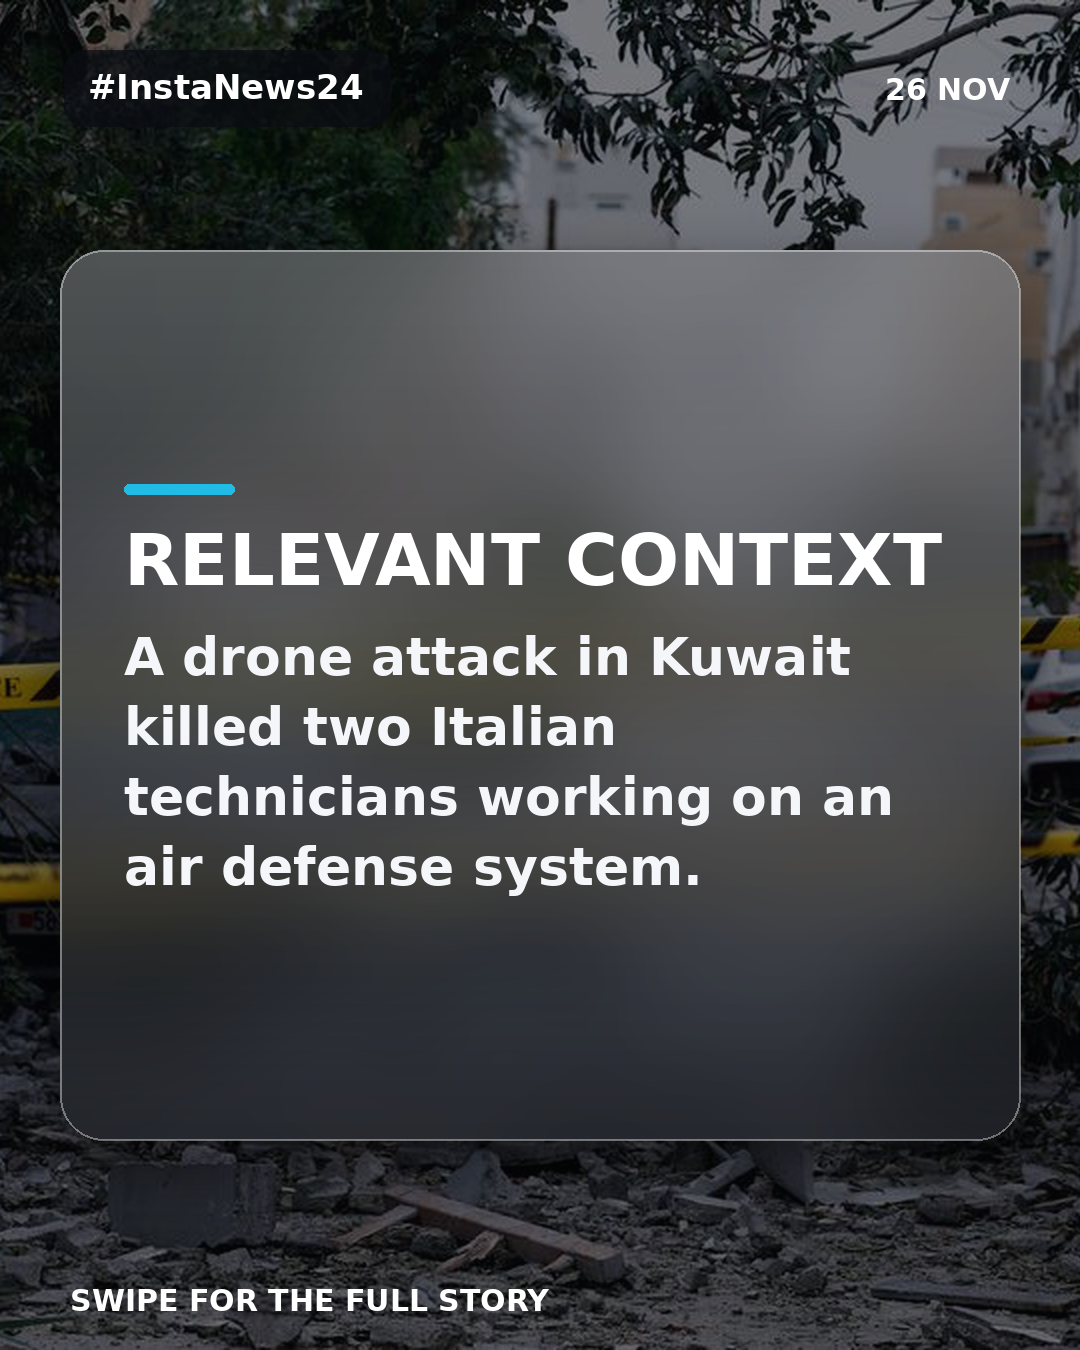 #InstaNews24
26 NOV
RELEVANT CONTEXT
A drone attack in Kuwait
killed two Italian
technicians working on an
air defense system.
SWIPE FOR THE FULL STORY